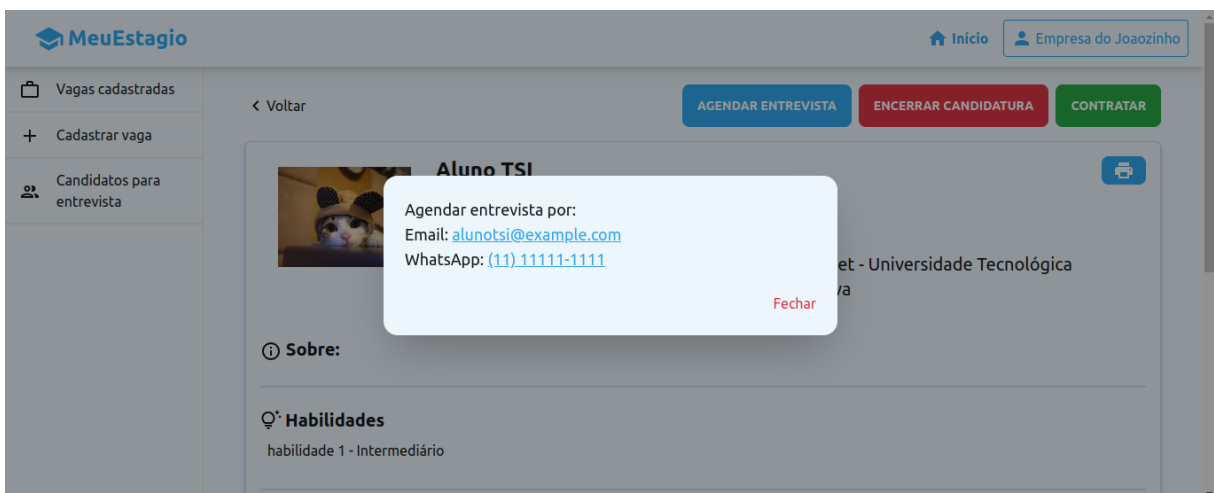 MeuEstagio
Início
Empresa do Joaozinho
Vagas cadastradas
Cadastrar vaga
Candidatos para
entrevista
Voltar
AGENDAR ENTREVISTA
ENCERRAR CANDIDATURA
CONTRATAR
Aluno TSI
Agendar entrevista por:
Email: alunotsi@example.com
WhatsApp: (11) 11111-1111
et - Universidade Tecnológica
va
Fechar
Sobre:
Habilidades
habilidade 1 - Intermediário